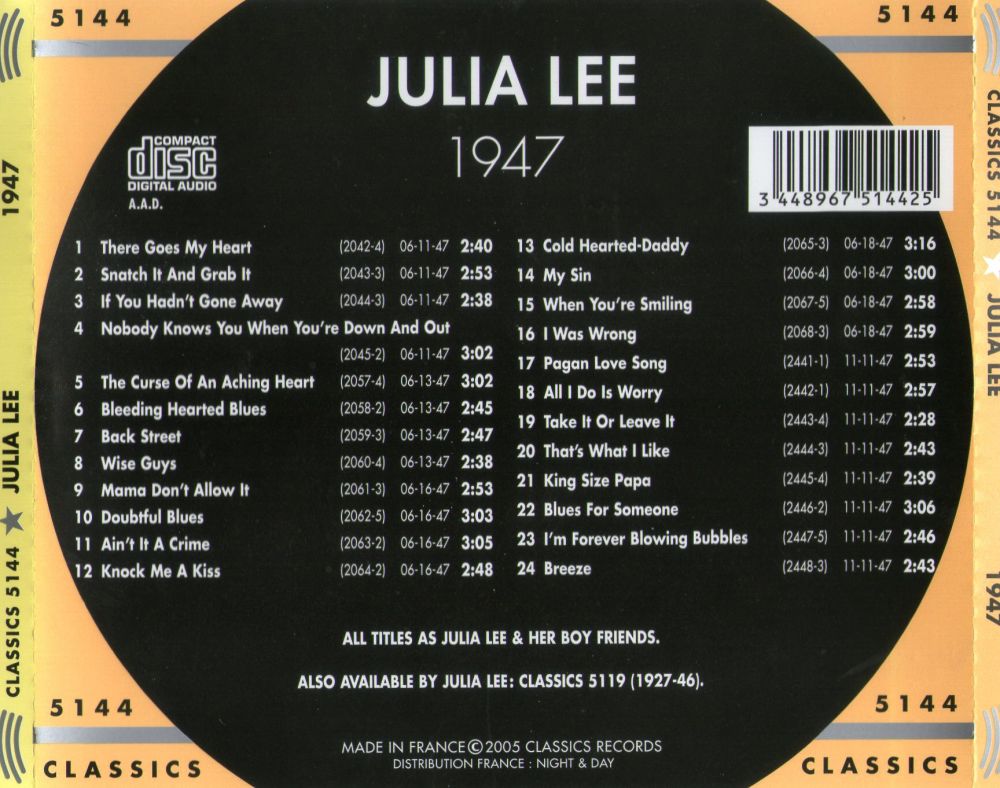 5144
5144
JULIA LEE
1947
COMPACT
disc
DIGITAL AUDIO
A.A.D.
3 448967 514425
1 There Goes My Heart (2042-4) 06-11-47 2:40
2 Snatch It And Grab It (2043-3) 06-11-47 2:53
3 If You Hadn't Gone Away (2044-3) 06-11-47 2:38
4 Nobody Knows You When You're Down And Out
(2045-2) 06-11-47 3:02
5 The Curse Of An Aching Heart (2057-4) 06-13-47 3:02
6 Bleeding Hearted Blues (2058-2) 06-13-47 2:45
7 Back Street (2059-3) 06-13-47 2:47
8 Wise Guys (2060-4) 06-13-47 2:38
9 Mama Don't Allow It (2061-3) 06-16-47 2:53
10 Doubtful Blues (2062-5) 06-16-47 3:03
11 Ain't It A Crime (2063-2) 06-16-47 3:05
12 Knock Me A Kiss (2064-2) 06-16-47 2:48
13 Cold Hearted-Daddy (2065-3) 06-18-47 3:16
14 My Sin (2066-4) 06-18-47 3:00
15 When You're Smiling (2067-5) 06-18-47 2:58
16 I Was Wrong (2068-3) 06-18-47 2:59
17 Pagan Love Song (2441-1) 11-11-47 2:53
18 All I Do Is Worry (2442-1) 11-11-47 2:57
19 Take It Or Leave It (2443-4) 11-11-47 2:28
20 That's What I Like (2444-3) 11-11-47 2:43
21 King Size Papa (2445-4) 11-11-47 2:39
22 Blues For Someone (2446-2) 11-11-47 3:06
23 I'm Forever Blowing Bubbles (2447-5) 11-11-47 2:46
24 Breeze (2448-3) 11-11-47 2:43
ALL TITLES AS JULIA LEE & HER BOY FRIENDS.
ALSO AVAILABLE BY JULIA LEE: CLASSICS 5119 (1927-46).
MADE IN FRANCE © 2005 CLASSICS RECORDS
DISTRIBUTION FRANCE : NIGHT & DAY
5144
CLASSICS
5144
CLASSICS
CLASSICS 5144 ★ JULIA LEE 1947
CLASSICS 5144 ★ JULIA LEE 1947